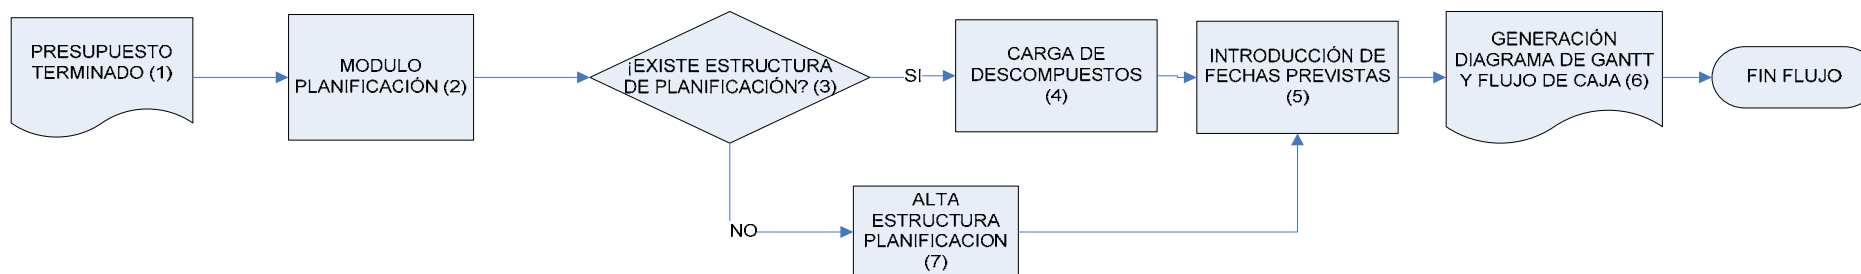 PRESUPUESTO
TERMINADO (1)
MODULO
PLANIFICACIÓN (2)
¡EXISTE ESTRUCTURA
DE PLANIFICACIÓN? (3)
SI
CARGA DE
DESCOMPUESTOS
(4)
INTRODUCCIÓN DE
FECHAS PREVISTAS
(5)
GENERACIÓN
DIAGRAMA DE GANTT
Y FLUJO DE CAJA (6)
FIN FLUJO
NO
ALTA
ESTRUCTURA
PLANIFICACION
(7)